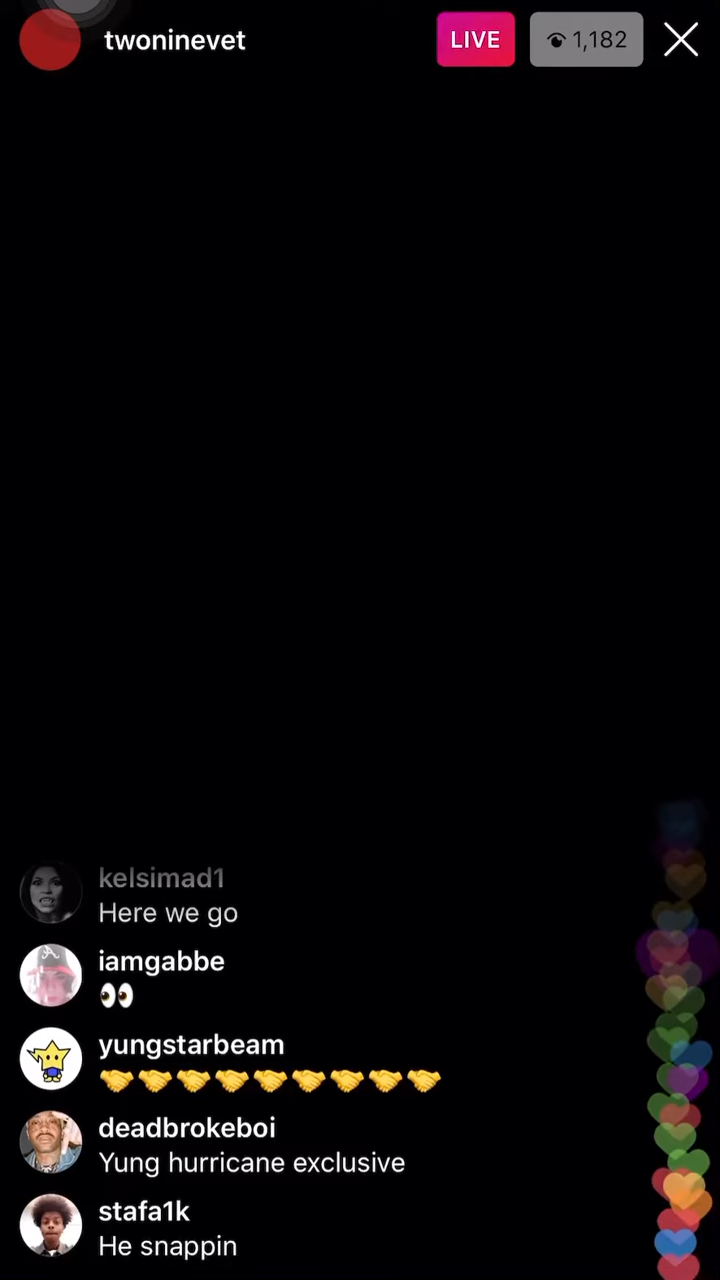 twoninevet
LIVE
1,182
kelsimad1
Here we go
iamgabbe
👀
yungstarbeam
🤝🤝🤝🤝🤝🤝🤝🤝🤝
deadbrokeboi
Yung hurricane exclusive
stafa1k
He snappin